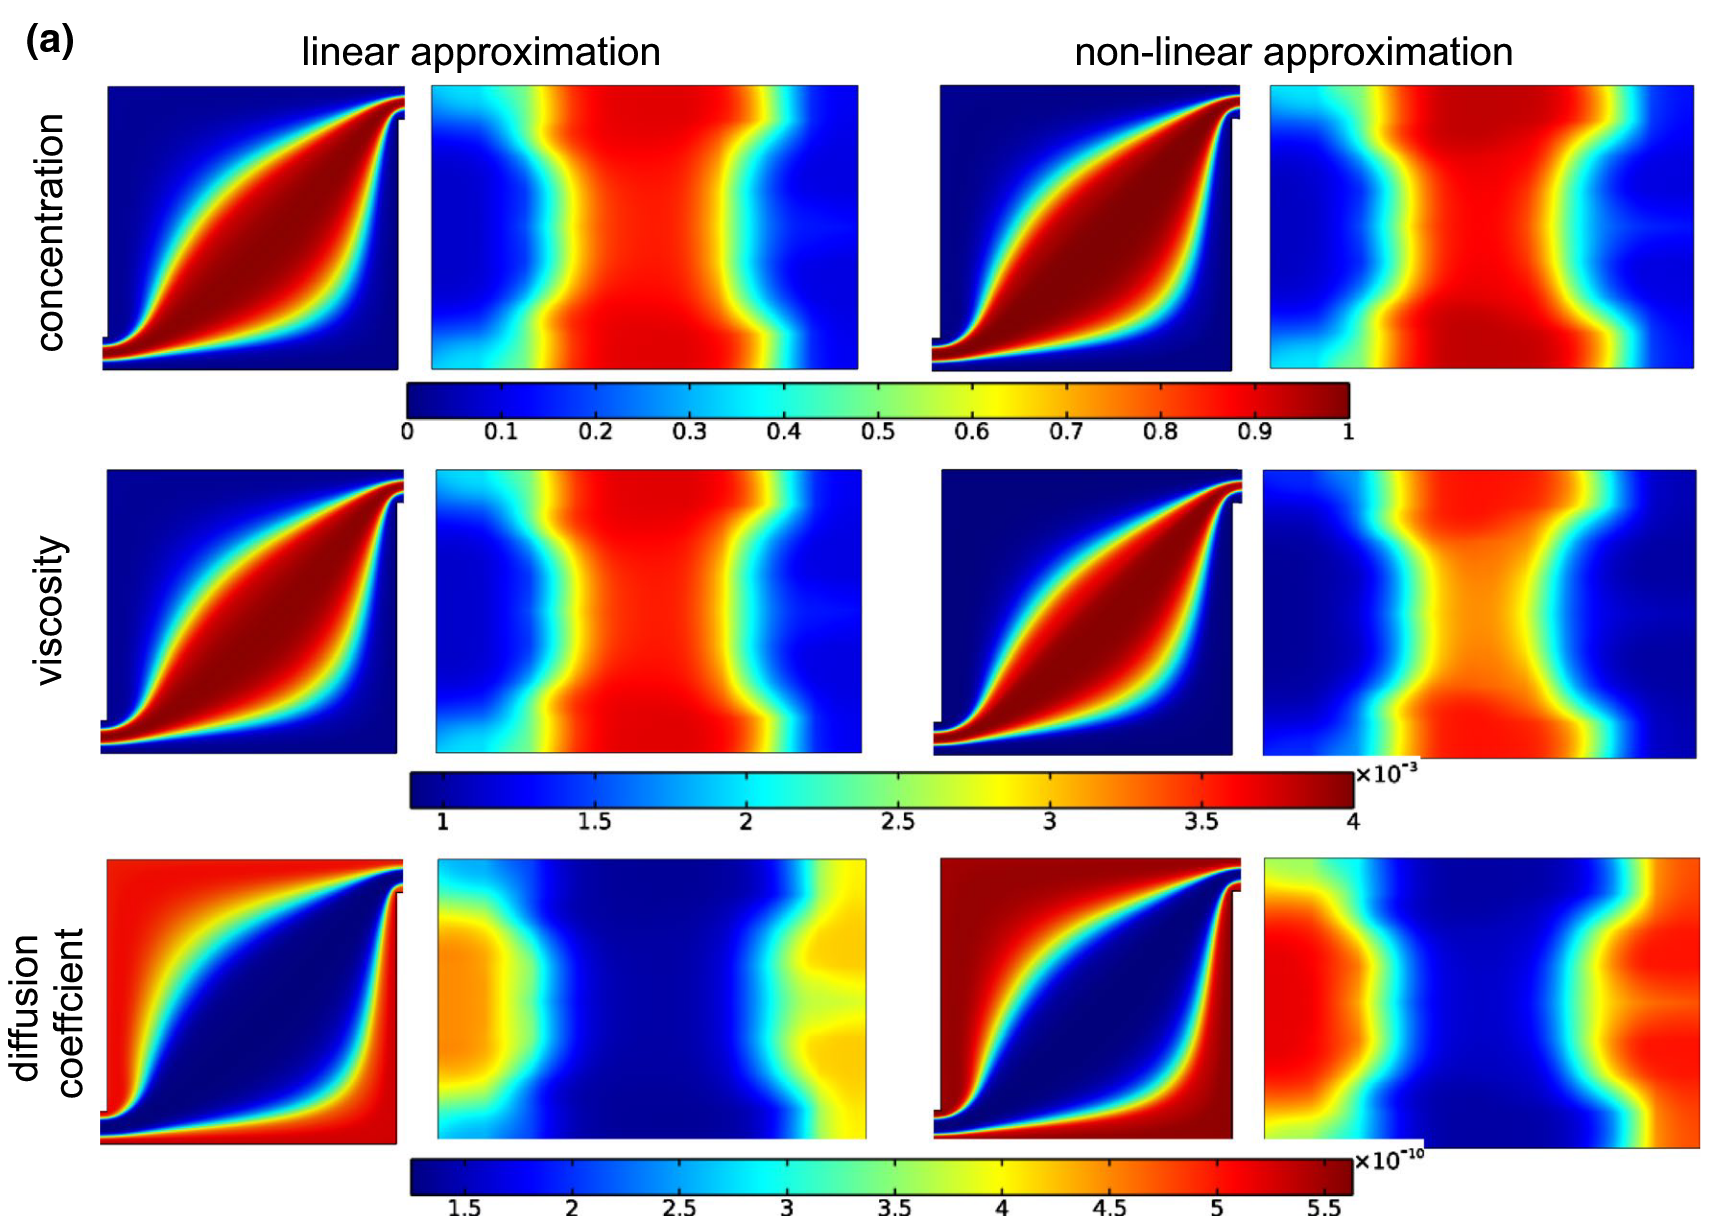 (a)
linear approximation
non-linear approximation
concentration
0 0.1 0.2 0.3 0.4 0.5 0.6 0.7 0.8 0.9 1
viscosity
×10⁻³
1 1.5 2 2.5 3 3.5 4
diffusion
coeffcient
×10⁻¹⁰
1.5 2 2.5 3 3.5 4 4.5 5 5.5